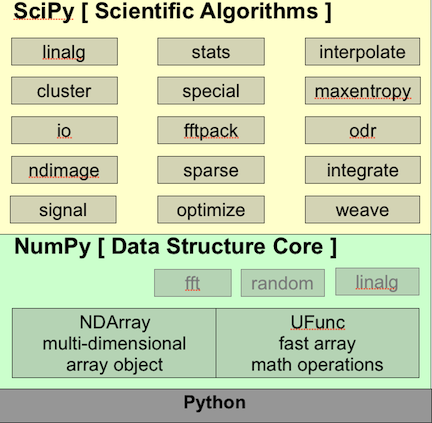 SciPy [ Scientific Algorithms ]
linalg stats interpolate
cluster special maxentropy
io fftpack odr
ndimage sparse integrate
signal optimize weave
NumPy [ Data Structure Core ]
fft random linalg
NDArray
multi-dimensional
array object
UFunc
fast array
math operations
Python